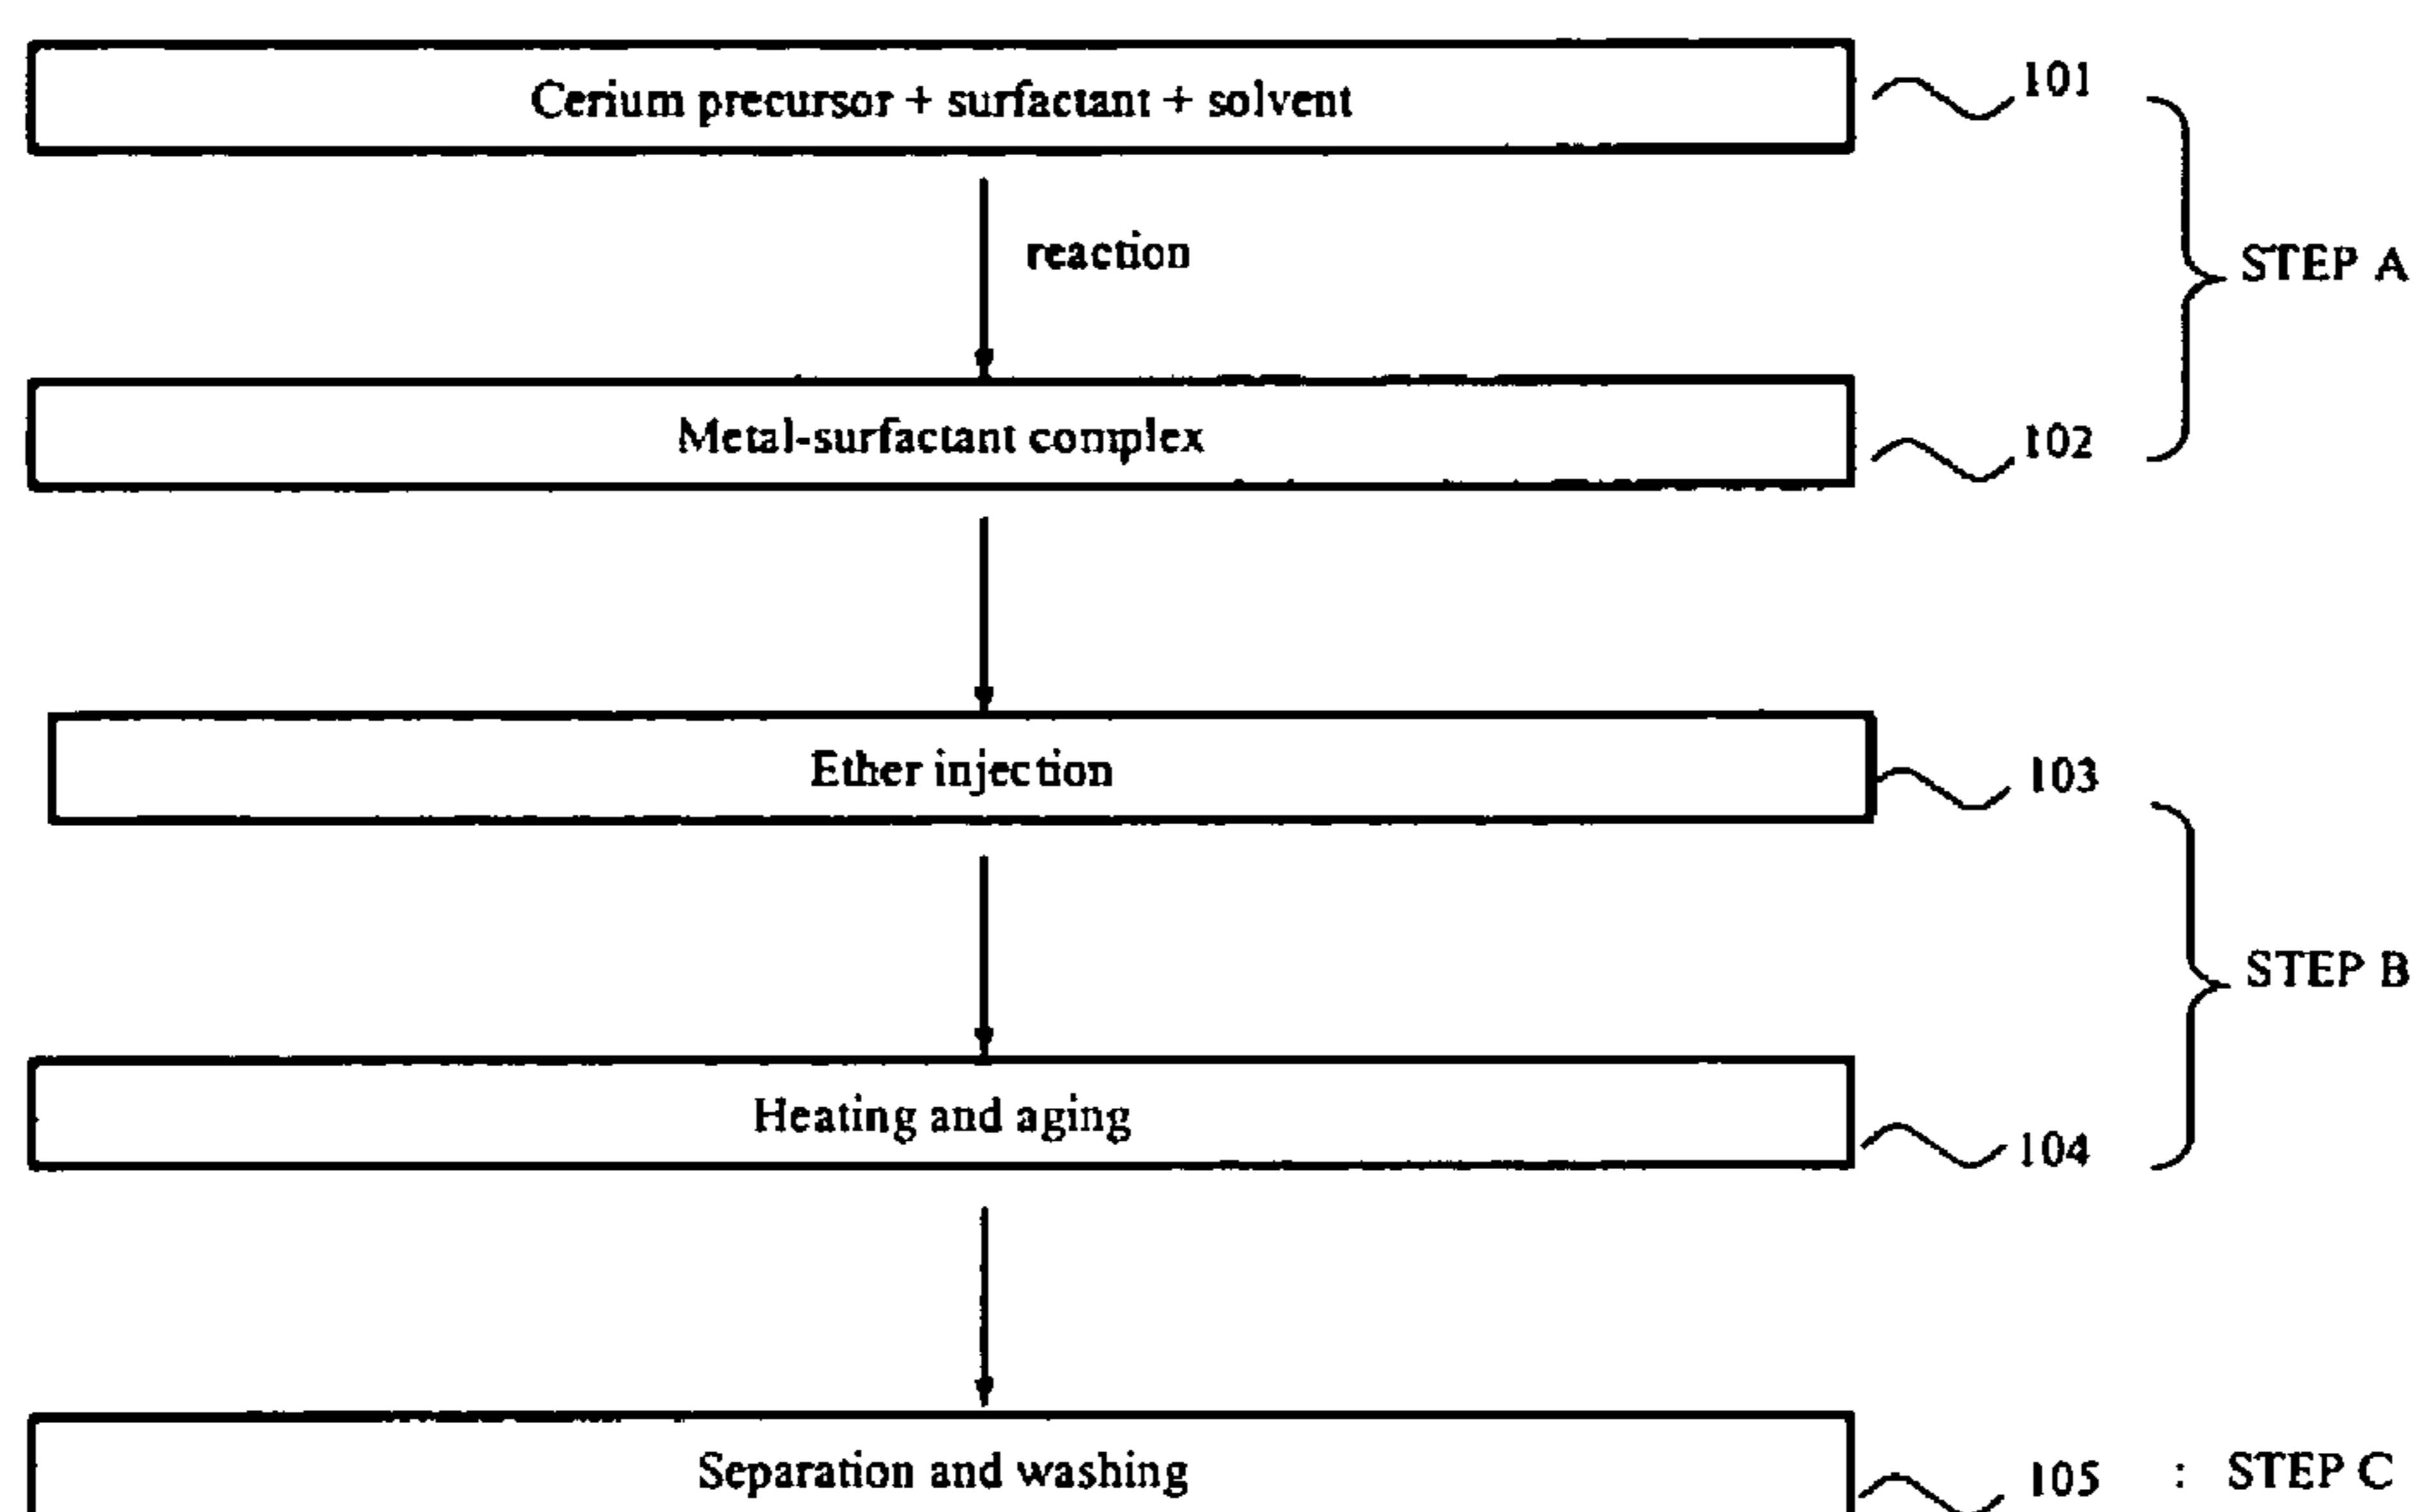 Cerium precursor + surfactant + solvent
101
reaction
STEP A
Metal-surfactant complex
102
Ether injection
103
STEP B
Heating and aging
104
Separation and washing
105 : STEP C